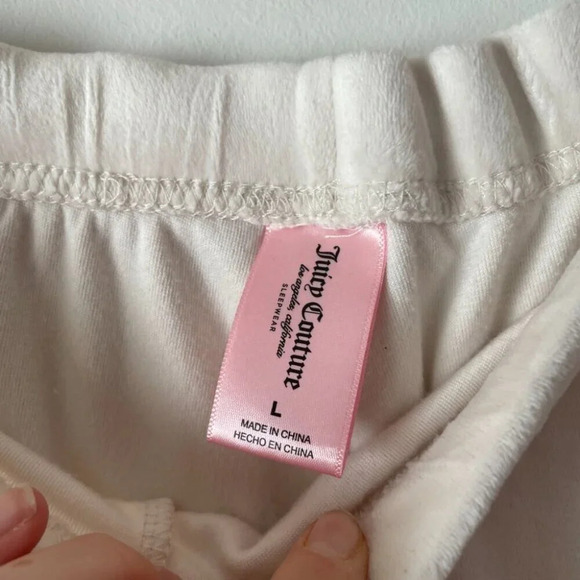 Juicy Couture
los angeles, california
SLEEPWEAR
L
MADE IN CHINA
HECHO EN CHINA